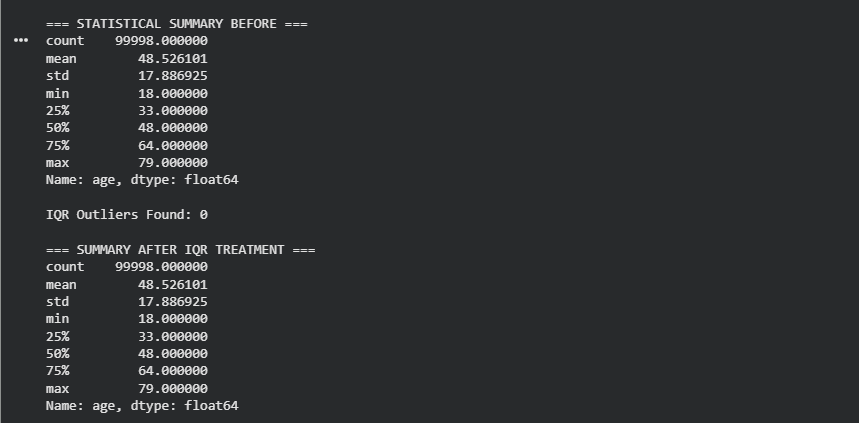 === STATISTICAL SUMMARY BEFORE ===
count    99998.000000
mean        48.526101
std         17.886925
min         18.000000
25%         33.000000
50%         48.000000
75%         64.000000
max         79.000000
Name: age, dtype: float64
IQR Outliers Found: 0
=== SUMMARY AFTER IQR TREATMENT ===
count    99998.000000
mean        48.526101
std         17.886925
min         18.000000
25%         33.000000
50%         48.000000
75%         64.000000
max         79.000000
Name: age, dtype: float64